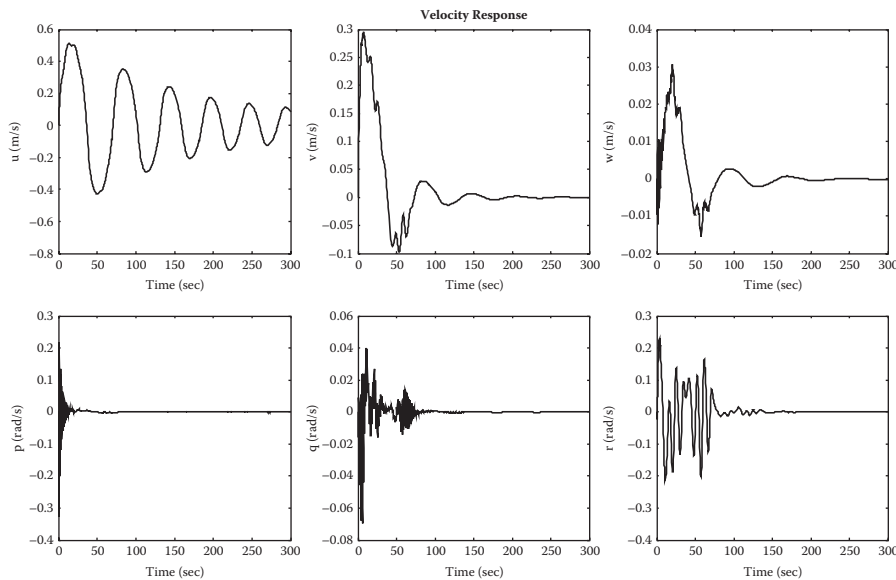 Velocity Response
0.6
0.4
0.2
0
−0.2
−0.4
−0.6
−0.8
u (m/s)
0 50 100 150 200 250 300
Time (sec)
0.3
0.25
0.2
0.15
0.1
0.05
0
−0.05
−0.1
v (m/s)
0 50 100 150 200 250 300
Time (sec)
0.04
0.03
0.02
0.01
0
−0.01
−0.02
w (m/s)
0 50 100 150 200 250 300
Time (sec)
0.3
0.2
0.1
0
−0.1
−0.2
−0.3
−0.4
p (rad/s)
0 50 100 150 200 250 300
Time (sec)
0.06
0.04
0.02
0
−0.02
−0.04
−0.06
−0.08
q (rad/s)
0 50 100 150 200 250 300
Time (sec)
0.3
0.2
0.1
0
−0.1
−0.2
−0.3
−0.4
r (rad/s)
0 50 100 150 200 250 300
Time (sec)